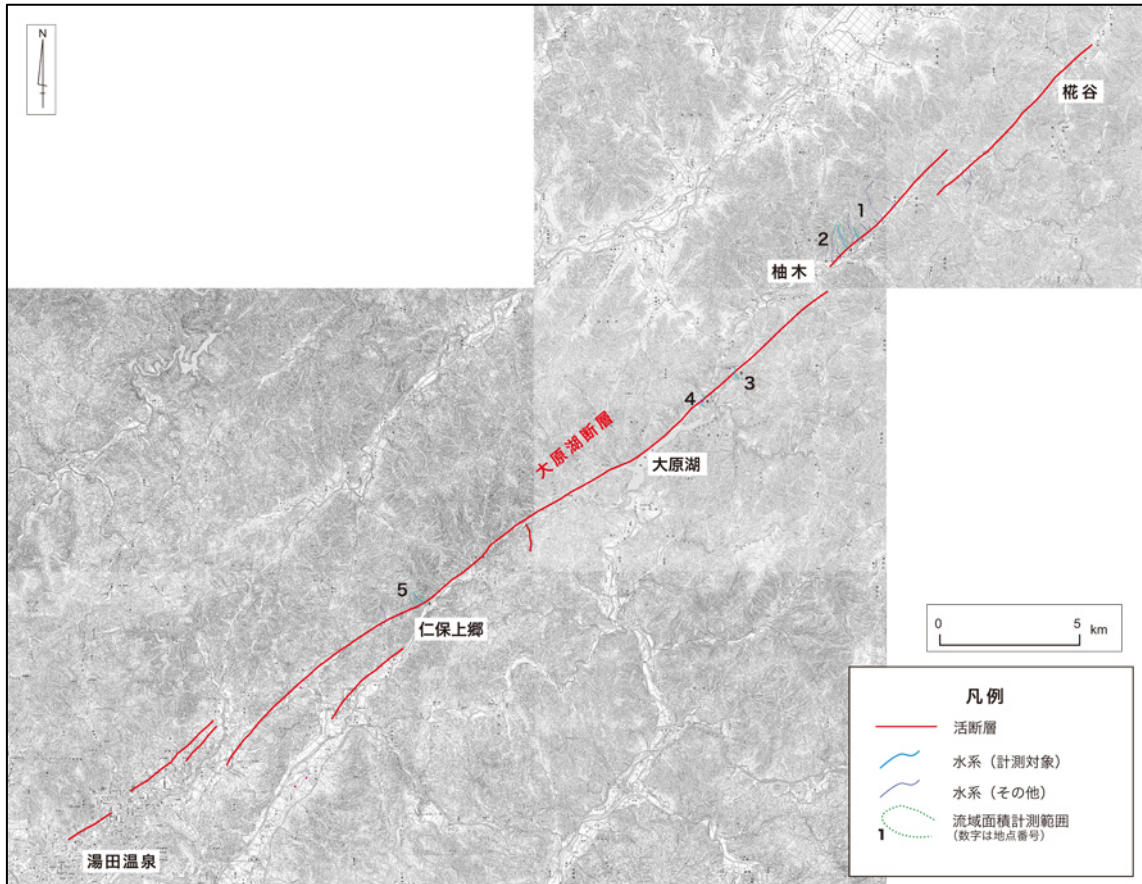 N
椛谷
1
2
柚木
3
4
大原湖断層
大原湖
5
仁保上郷
湯田温泉
0 5 km
凡例
活断層
水系（計測対象）
水系（その他）
流域面積計測範囲
1 （数字は地点番号）